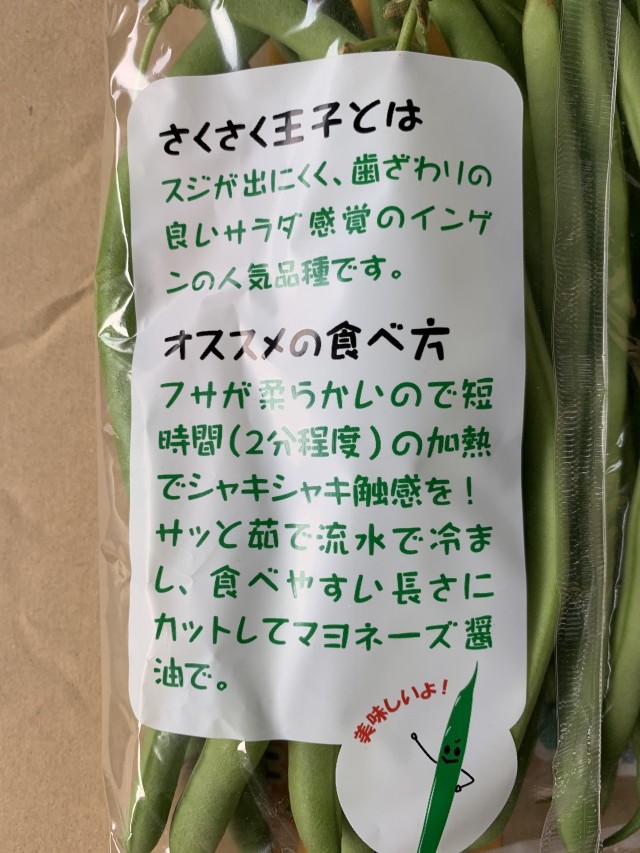 さくさく王子とは
スジが出にくく、歯ざわりの
良いサラダ感覚のインゲ
ンの人気品種です。
オススメの食べ方
フサが柔らかいので短
時間(2分程度)の加熱
でシャキシャキ触感を!
サッと茹で流水で冷ま
し、食べやすい長さに
カットしてマヨネーズ醤
油で。
美味しいよ!